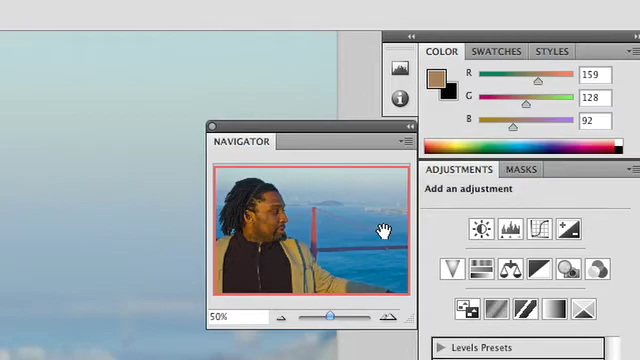 COLOR SWATCHES STYLES
R 159
G 128
B 92
NAVIGATOR
50%
ADJUSTMENTS MASKS
Add an adjustment
Levels Presets